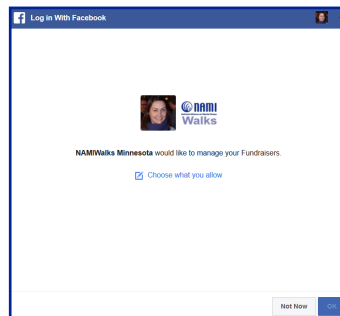 Log in With Facebook
NAMI
Walks
NAMIWalks Minnesota would like to manage your Fundraisers.
Choose what you allow
Not Now
OK